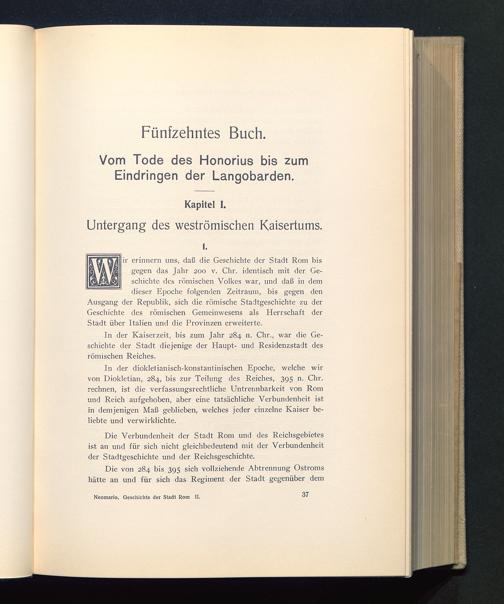 Fünfzehntes Buch.
Vom Tode des Honorius bis zum
Eindringen der Langobarden.
Kapitel I.
Untergang des weströmischen Kaisertums.
I.
Wir erinnern uns, daß die Geschichte der Stadt Rom bis
gegen das Jahr 200 v. Chr. identisch mit der Ge-
schichte des römischen Volkes war, und daß in dem
dieser Epoche folgenden Zeitraum, bis gegen den
Ausgang der Republik, sich die römische Stadtgeschichte zu der
Geschichte des römischen Gemeinwesens als Herrschaft der
Stadt über Italien und die Provinzen erweiterte.
In der Kaiserzeit, bis zum Jahr 284 n. Chr., war die Ge-
schichte der Stadt diejenige der Haupt- und Residenzstadt des
römischen Reiches.
In der diokletianisch-konstantinischen Epoche, welche wir
von Diokletian, 284, bis zur Teilung des Reiches, 395 n. Chr.
rechnen, ist die verfassungsrechtliche Untrennbarkeit von Rom
und Reich aufgehoben, aber eine tatsächliche Verbundenheit ist
in demjenigen Maß geblieben, welches jeder einzelne Kaiser be-
liebte und verwirklichte.
Die Verbundenheit der Stadt Rom und des Reichsgebietes
ist an und für sich nicht gleichbedeutend mit der Verbundenheit
der Stadtgeschichte und der Reichsgeschichte.
Die von 284 bis 395 sich vollziehende Abtrennung Ostroms
hätte an und für sich das Regiment der Stadt gegenüber dem
Neomario, Geschichte der Stadt Rom II. 37